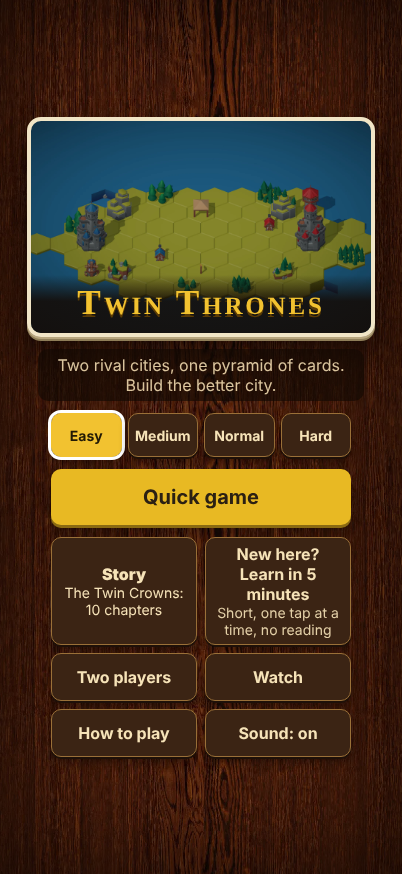 Twin Thrones
Two rival cities, one pyramid of cards.
Build the better city.
Easy
Medium
Normal
Hard
Quick game
Story
The Twin Crowns:
10 chapters
New here?
Learn in 5
minutes
Short, one tap at a
time, no reading
Two players
Watch
How to play
Sound: on